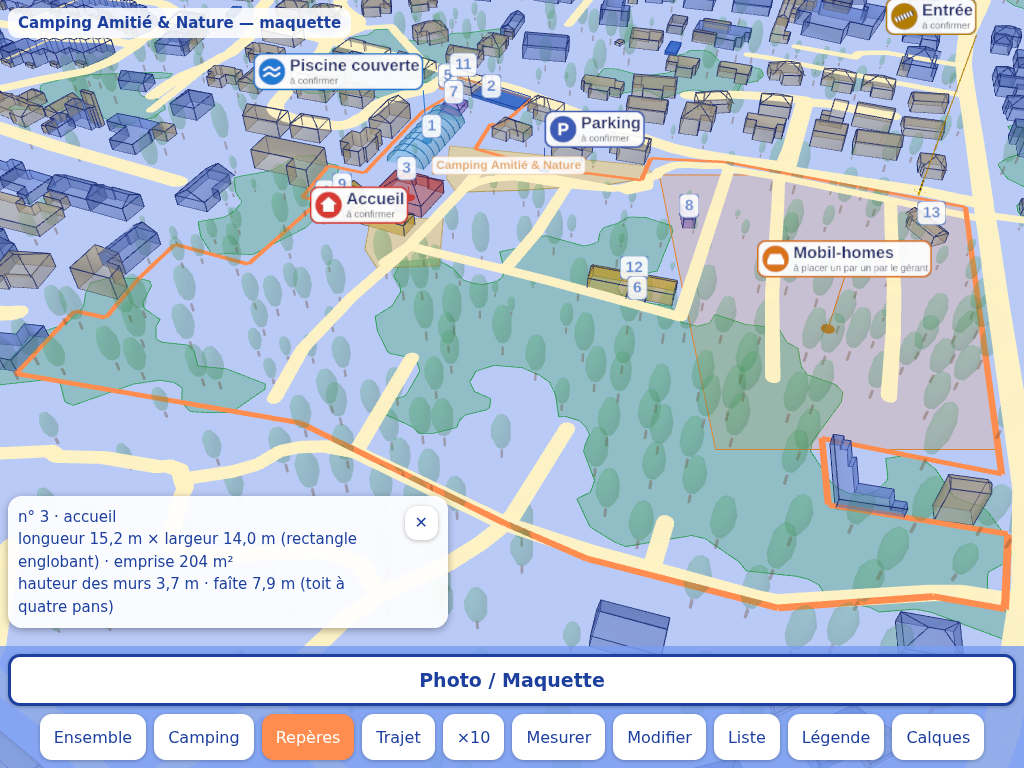 Camping Amitié & Nature — maquette
Entrée
à confirmer
Piscine couverte
à confirmer
11
5
7
2
1
Parking
à confirmer
Camping Amitié & Nature
3
9
Accueil
à confirmer
8
13
Mobil-homes
à placer un par un par le gérant
12
6
n° 3 · accueil
longueur 15,2 m × largeur 14,0 m (rectangle
englobant) · emprise 204 m²
hauteur des murs 3,7 m · faîte 7,9 m (toit à
quatre pans)
×
Photo / Maquette
Ensemble
Camping
Repères
Trajet
×10
Mesurer
Modifier
Liste
Légende
Calques